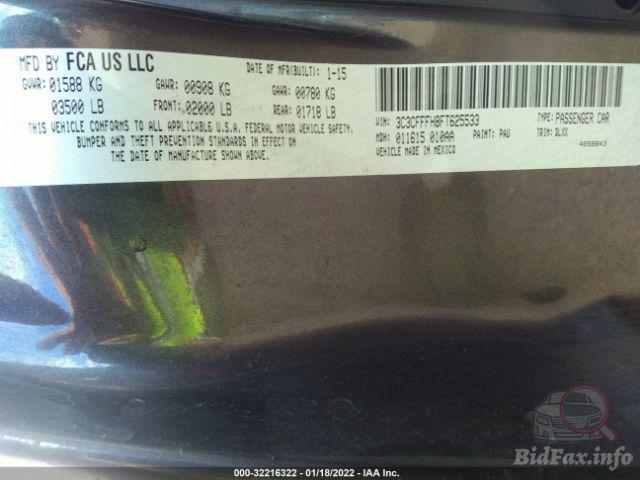 MFD BY FCA US LLC DATE OF MFR(BUILT): 1-15
GVWR: 01588 KG GAWR: 00908 KG GAWR: 00780 KG
03500 LB FRONT: 02000 LB REAR: 01718 LB
THIS VEHICLE CONFORMS TO ALL APPLICABLE U.S.A. FEDERAL MOTOR VEHICLE SAFETY,
BUMPER AND THEFT PREVENTION STANDARDS IN EFFECT ON
THE DATE OF MANUFACTURE SHOWN ABOVE.
VIN: 3C3CFFFH8FT625533 TYPE: PASSENGER CAR
MDH: 011615 010AA PAINT: PAU TRIM: DLXX
VEHICLE MADE IN MEXICO 4658843
BidFax.info
000-32216322 - 01/18/2022 - IAA Inc.